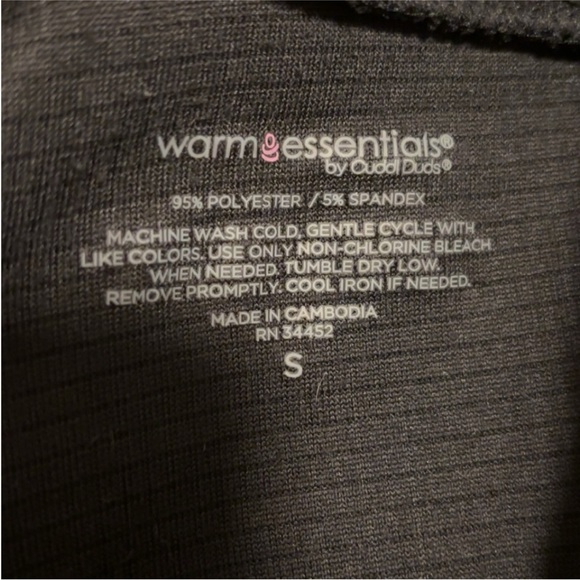 warm essentials®
by Cuddl Duds®
95% POLYESTER / 5% SPANDEX
MACHINE WASH COLD, GENTLE CYCLE WITH
LIKE COLORS. USE ONLY NON-CHLORINE BLEACH
WHEN NEEDED. TUMBLE DRY LOW.
REMOVE PROMPTLY. COOL IRON IF NEEDED.
MADE IN CAMBODIA
RN 34452
S